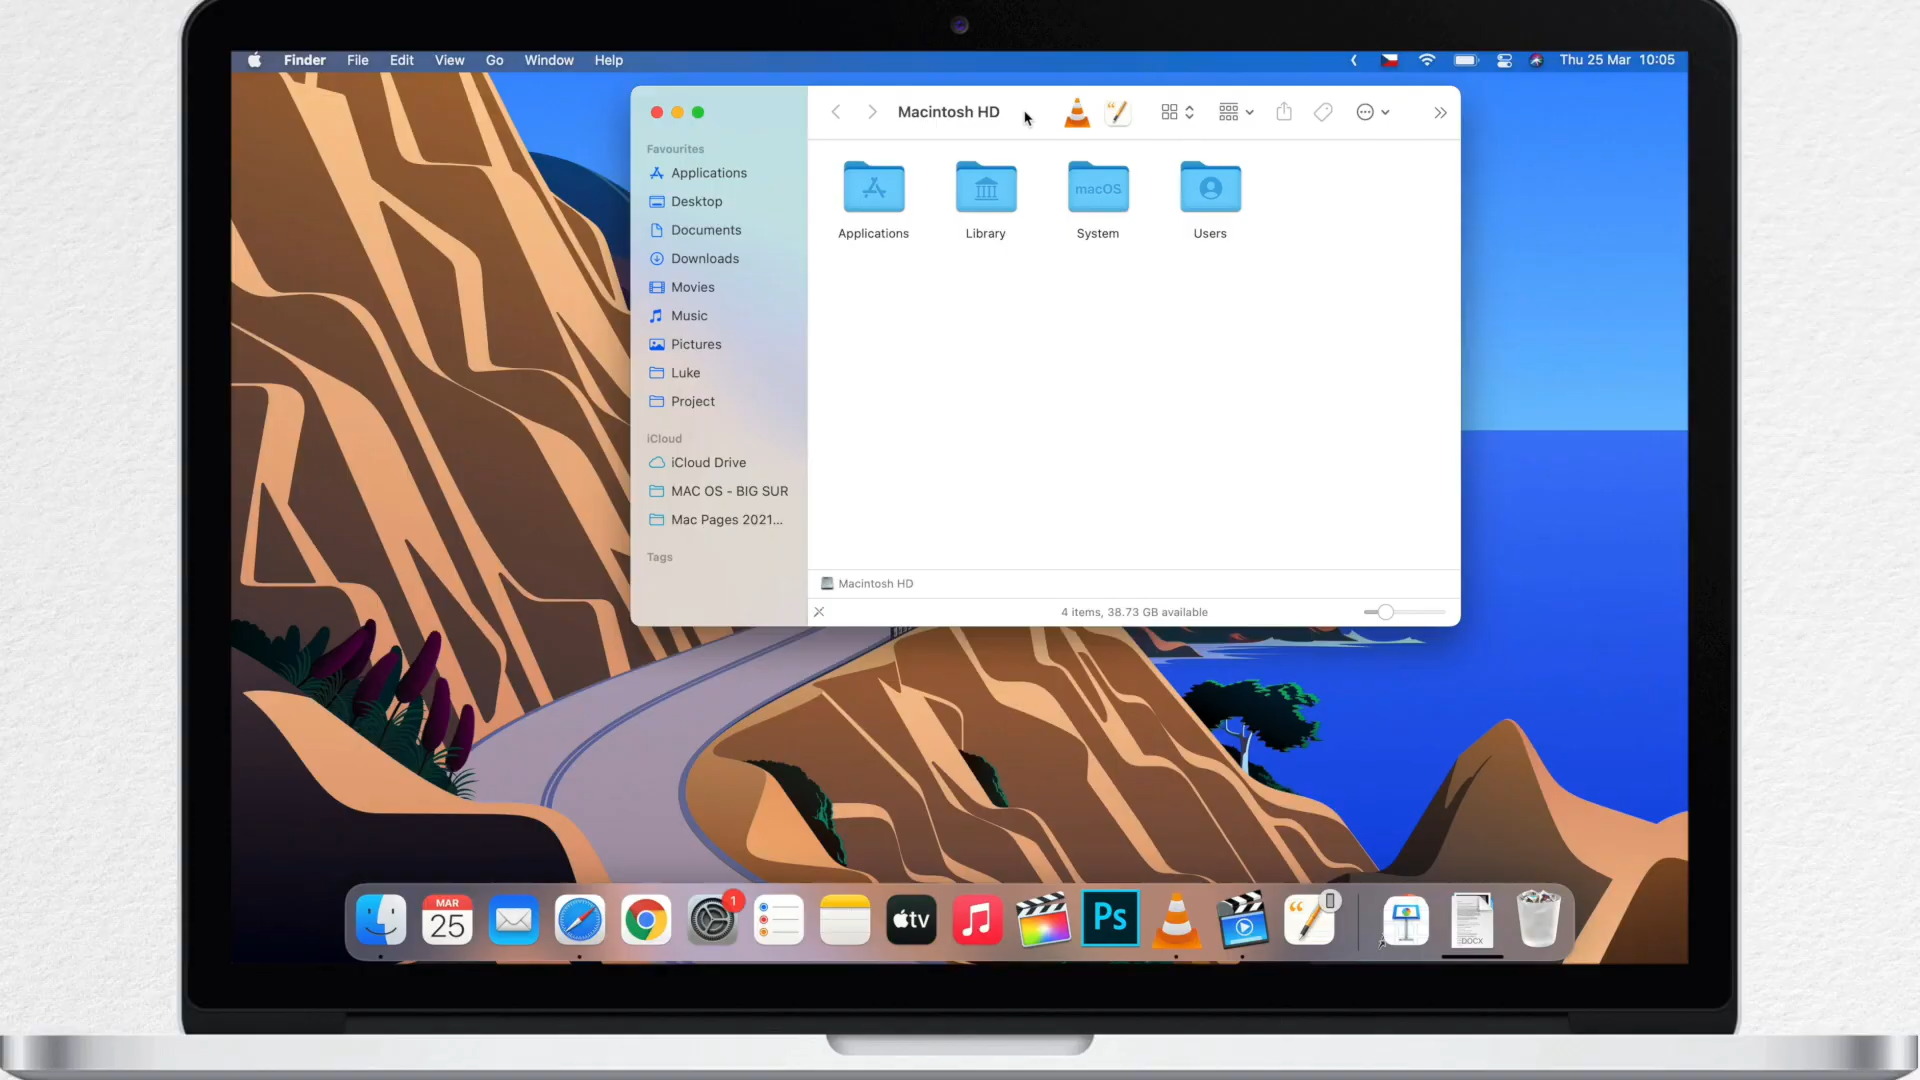 Finder File Edit View Go Window Help Thu 25 Mar 10:05
Macintosh HD
Favourites
Applications
Desktop
Documents
Downloads
Movies
Music
Pictures
Luke
Project
iCloud
iCloud Drive
MAC OS - BIG SUR
Mac Pages 2021...
Tags
macOS
Applications Library System Users
Macintosh HD
4 items, 38.73 GB available
MAR
25
1
tv
Ps
DOCX